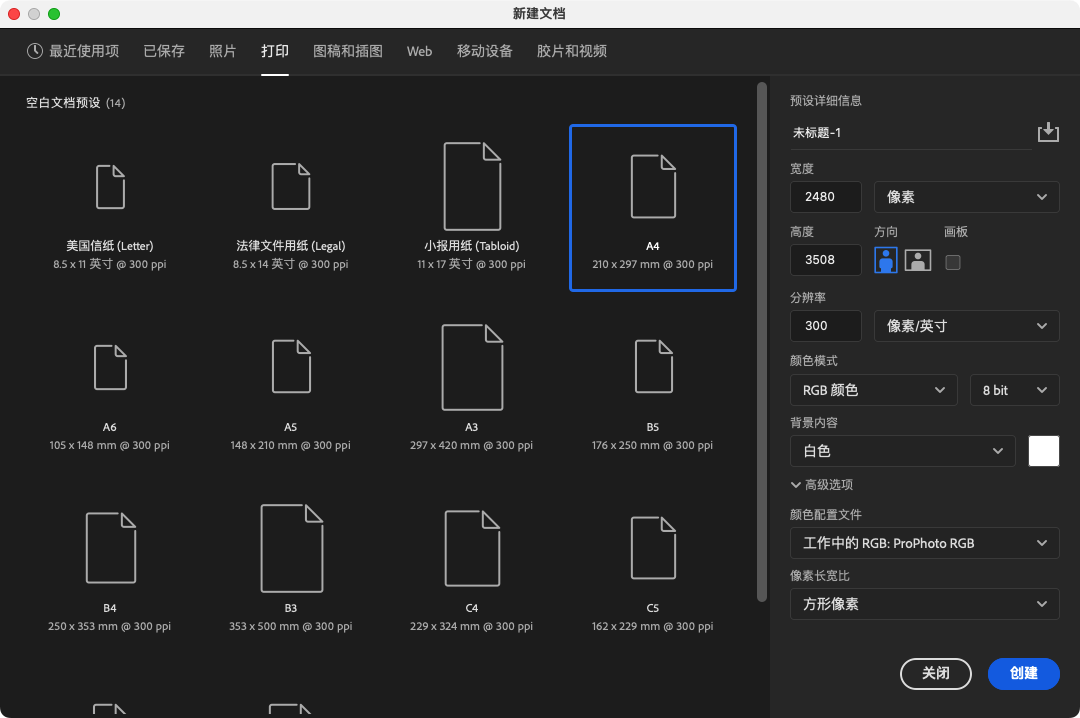 新建文档
最近使用项 已保存 照片 打印 图稿和插图 Web 移动设备 胶片和视频
空白文档预设 (14)
美国信纸 (Letter) 法律文件用纸 (Legal) 小报用纸 (Tabloid) A4
8.5 x 11 英寸 @ 300 ppi 8.5 x 14 英寸 @ 300 ppi 11 x 17 英寸 @ 300 ppi 210 x 297 mm @ 300 ppi
A6 A5 A3 B5
105 x 148 mm @ 300 ppi 148 x 210 mm @ 300 ppi 297 x 420 mm @ 300 ppi 176 x 250 mm @ 300 ppi
B4 B3 C4 C5
250 x 353 mm @ 300 ppi 353 x 500 mm @ 300 ppi 229 x 324 mm @ 300 ppi 162 x 229 mm @ 300 ppi
预设详细信息
未标题-1
宽度
2480 像素
高度 方向 画板
3508
分辨率
300 像素/英寸
颜色模式
RGB 颜色 8 bit
背景内容
白色
高级选项
颜色配置文件
工作中的 RGB: ProPhoto RGB
像素长宽比
方形像素
关闭 创建